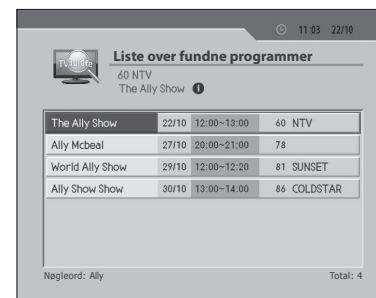 11:03 22/10
TVGuide
Liste over fundne programmer
60 NTV
The Ally Show
The Ally Show 22/10 12:00~13:00 60 NTV
Ally Mcbeal 27/10 20:00~21:00 78
World Ally Show 29/10 12:00~12:20 81 SUNSET
Ally Show Show 30/10 13:00~14:00 86 COLDSTAR
Nøgleord: Ally Total: 4